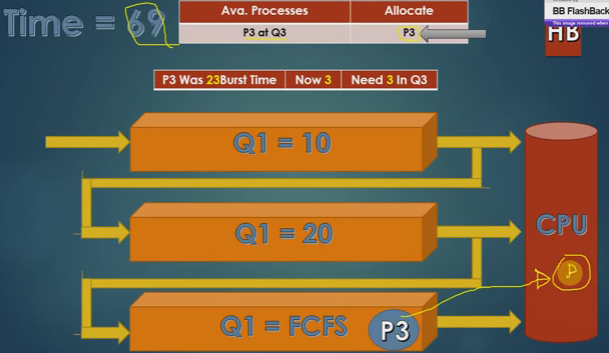 Time = 69
Ava. Processes Allocate
P3 at Q3 P3
BB FlashBack
HB
P3 Was 23Burst Time Now 3 Need 3 In Q3
Q1 = 10
Q1 = 20
CPU
P
Q1 = FCFS P3